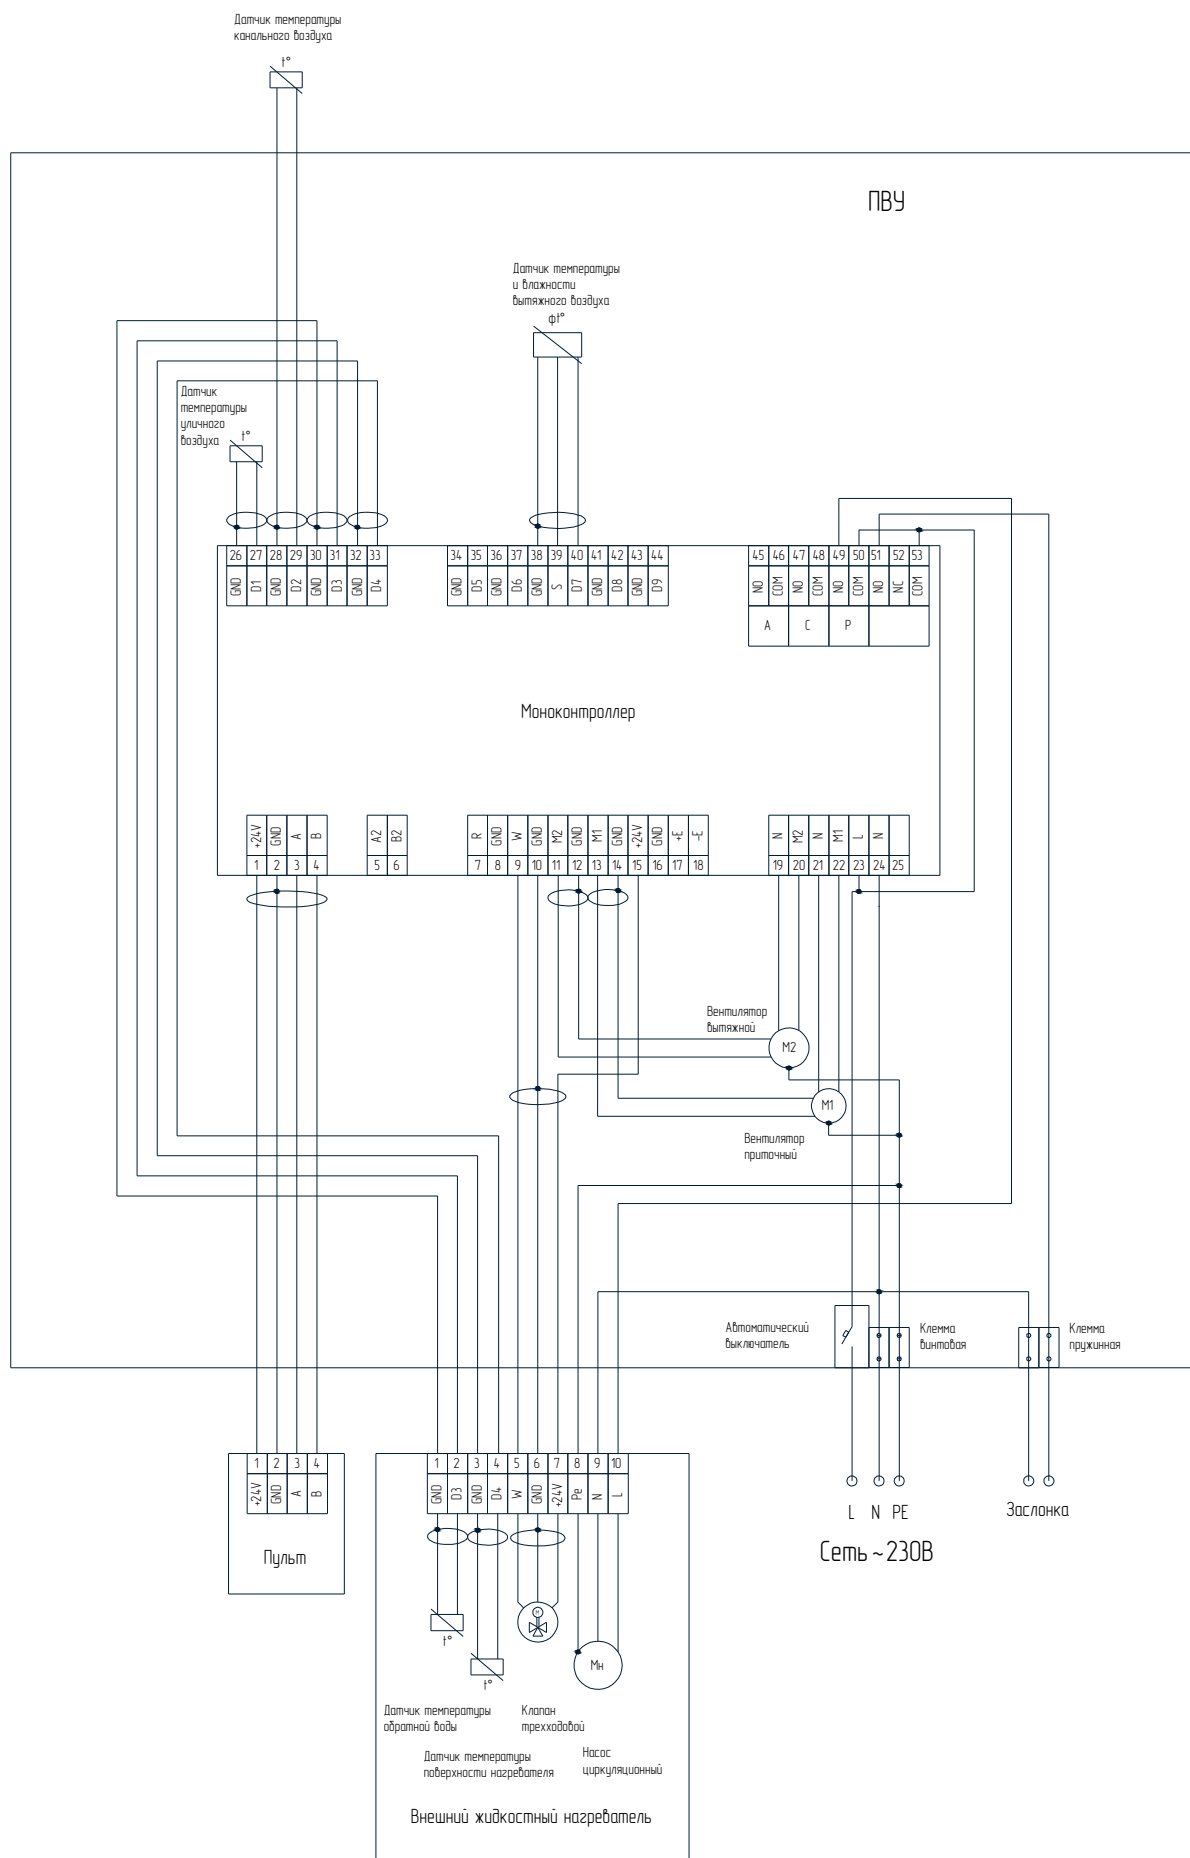 Датчик температуры
канального воздуха
t°
ПВУ
Датчик температуры
и влажности
вытяжного воздуха
φt°
Датчик
температуры
уличного
воздуха
t°
26 27 28 29 30 31 32 33
GND D1 GND D2 GND D3 GND D4
34 35 36 37 38 39 40 41 42 43 44
GND D5 GND D6 GND S D7 GND D8 GND D9
45 46 47 48 49 50 51 52 53
NO COM NO COM NO COM NO NC COM
A C P
Моноконтроллер
+24V GND A B
1 2 3 4
A2 B2
5 6
R GND W GND M2 GND M1 GND +24V GND +E -E
7 8 9 10 11 12 13 14 15 16 17 18
N M2 N M1 L N
19 20 21 22 23 24 25
Вентилятор
вытяжной
M2
M1
Вентилятор
приточный
Автоматический
выключатель
Клемма
винтовая
Клемма
пружинная
1 2 3 4
+24V GND A B
Пульт
1 2 3 4 5 6 7 8 9 10
GND D3 GND D4 W GND +24V Pe N L
L N PE
Сеть ~230В
Заслонка
t°
t°
M
Мн
Датчик температуры
обратной воды
Клапан
трехходовой
Датчик температуры
поверхности нагревателя
Насос
циркуляционный
Внешний жидкостный нагреватель